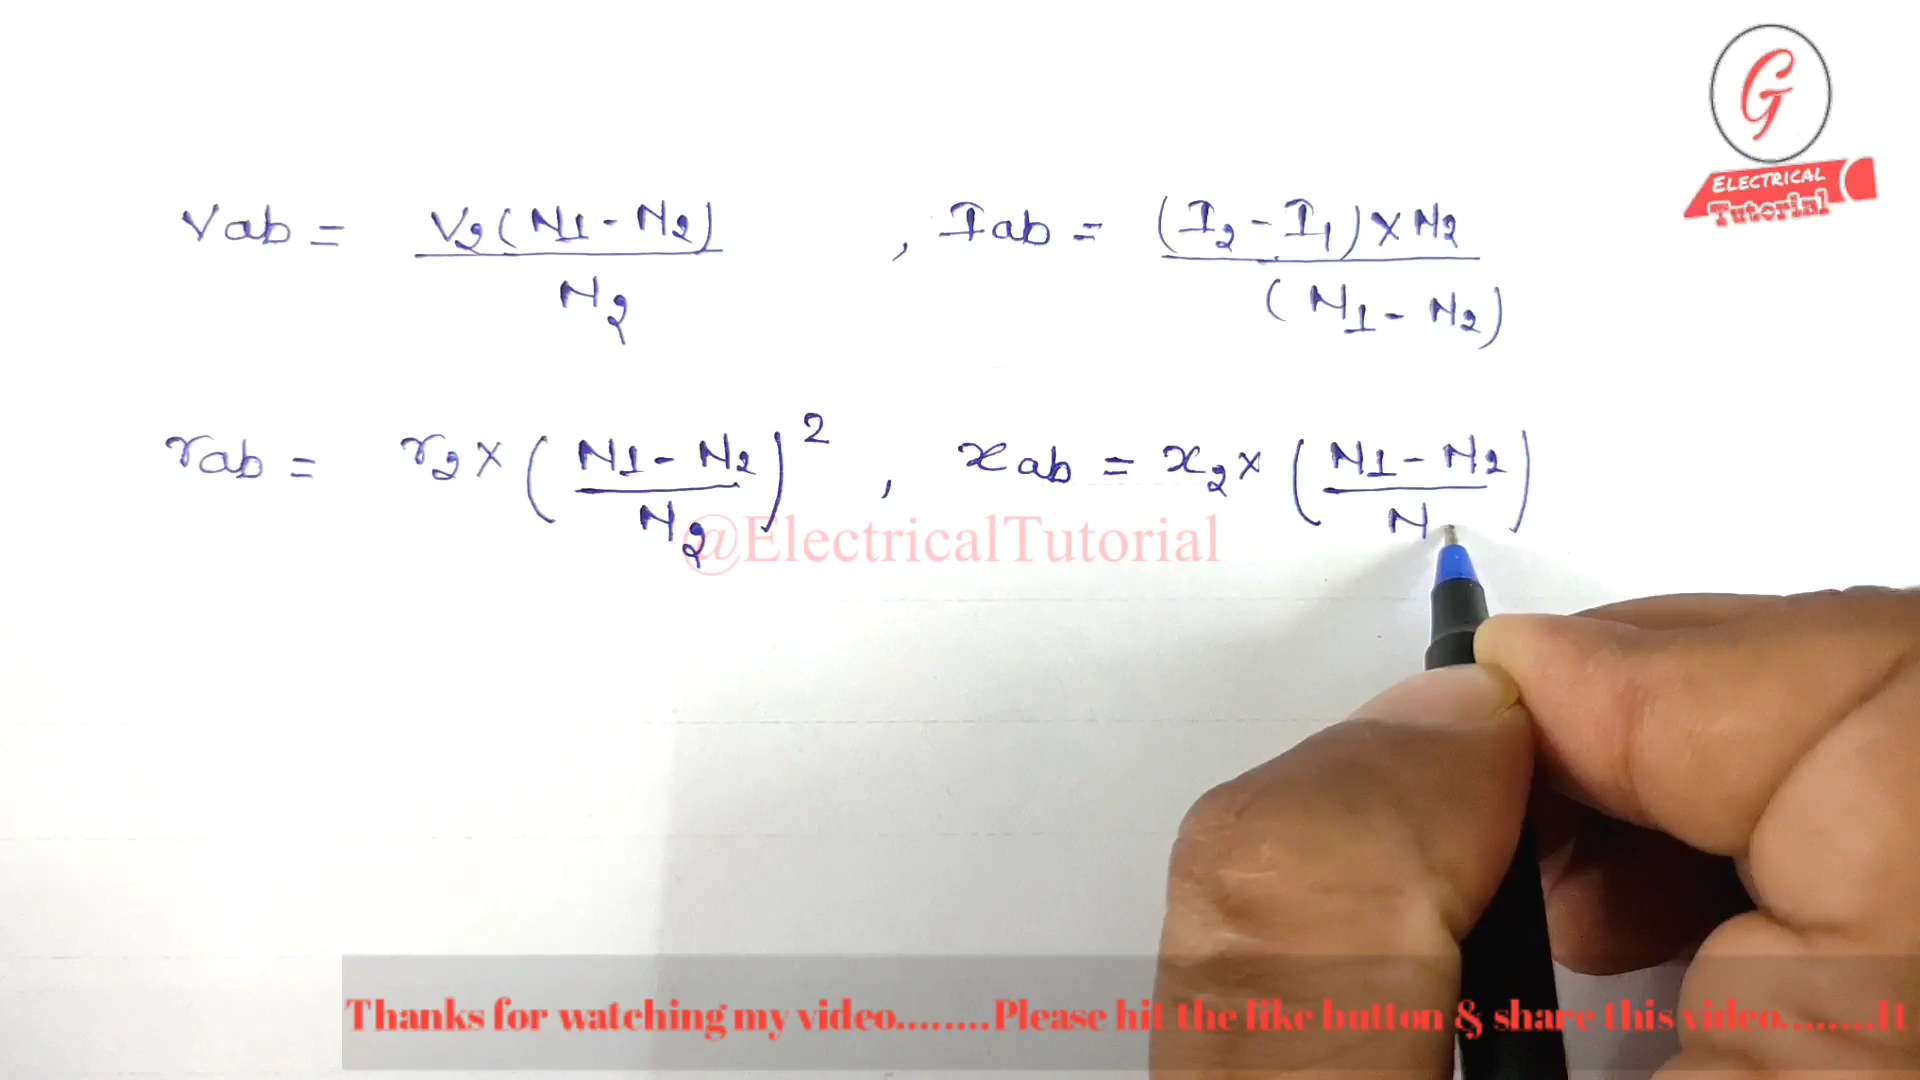 G
ELECTRICAL
Tutorial
Vab = V2(N1-N2) / N2 , Iab = (I2-I1)×N2 / (N1-N2)
rab = r2×(N1-N2 / N2)² , xab = x2×(N1-N2 / N)
@ElectricalTutorial
Thanks for watching my video........Please hit the like button & share this video........It